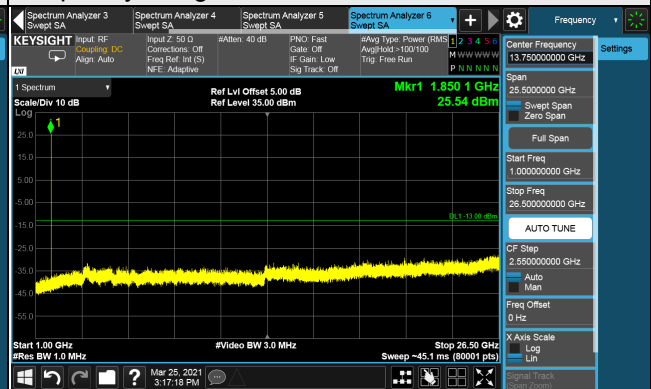 Spectrum Analyzer 3
Swept SA
Spectrum Analyzer 4
Swept SA
Spectrum Analyzer 5
Swept SA
Spectrum Analyzer 6
Swept SA
Frequency
KEYSIGHT
Input: RF
Coupling: DC
Align: Auto
Input Z: 50 Ω
Corrections: Off
Freq Ref: Int (S)
NFE: Adaptive
#Atten: 40 dB
PNO: Fast
Gate: Off
IF Gain: Low
Sig Track: Off
#Avg Type: Power (RMS
Avg|Hold:>100/100
Trig: Free Run
1 2 3 4 5 6
M W W W W W
P N N N N N
LXI
1 Spectrum
Scale/Div 10 dB
Log
Ref Lvl Offset 5.00 dB
Ref Level 35.00 dBm
Mkr1 1.850 1 GHz
25.54 dBm
1
25.0
15.0
5.00
-5.00
DL1 -13.00 dBm
-15.0
-25.0
-35.0
-45.0
-55.0
Start 1.00 GHz
#Res BW 1.0 MHz
#Video BW 3.0 MHz
Stop 26.50 GHz
Sweep ~45.1 ms (80001 pts)
Mar 25, 2021
3:17:18 PM
Center Frequency
13.750000000 GHz
Span
25.5000000 GHz
Swept Span
Zero Span
Full Span
Start Freq
1.000000000 GHz
Stop Freq
26.500000000 GHz
AUTO TUNE
CF Step
2.550000000 GHz
Auto
Man
Freq Offset
0 Hz
X Axis Scale
Log
Lin
Signal Track
(Span Zoom)
Settings